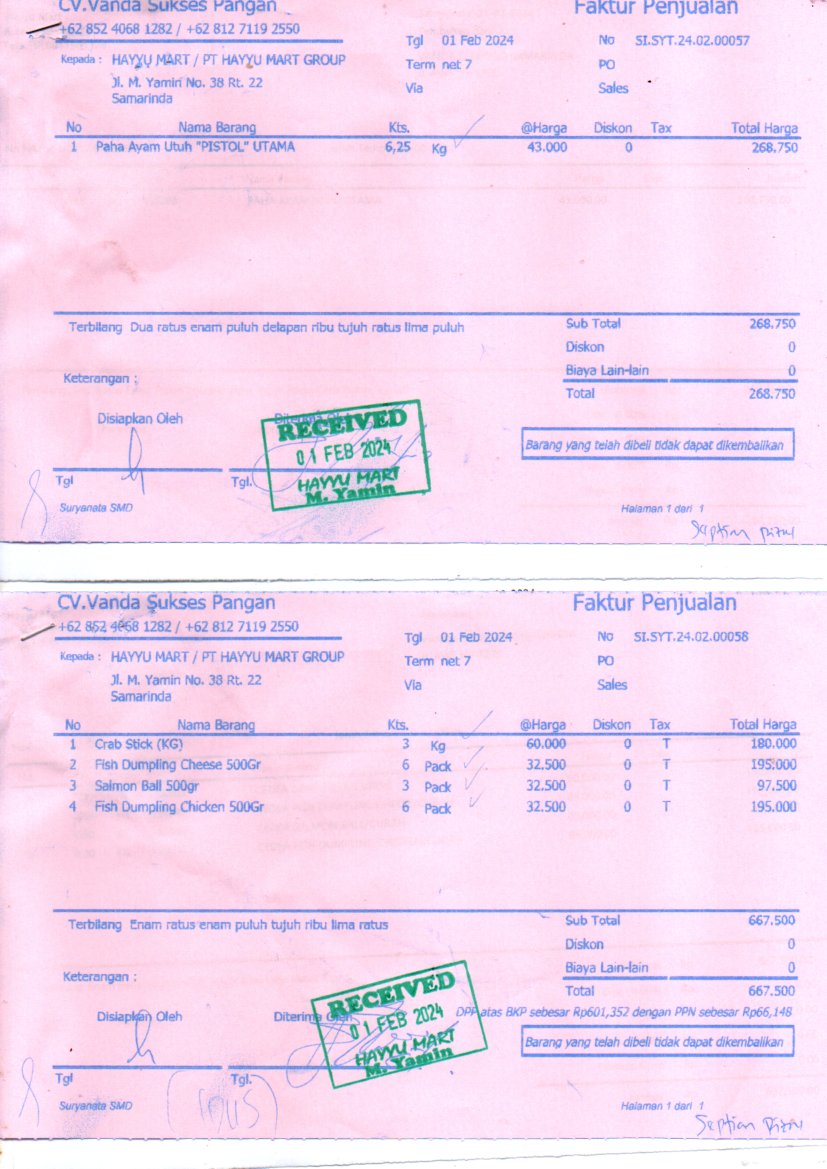 CV.Vanda Sukses Pangan Faktur Penjualan
+62 852 4068 1282 / +62 812 7119 2550
Tgl 01 Feb 2024 No SI.SYT.24.02.00057
Kepada : HAYYU MART / PT HAYYU MART GROUP
Term net 7 PO
Jl. M. Yamin No. 38 Rt. 22
Via Sales
Samarinda
No Nama Barang Kts. @Harga Diskon Tax Total Harga
1 Paha Ayam Utuh "PISTOL" UTAMA 6,25 Kg 43.000 0 268.750
Terbilang Dua ratus enam puluh delapan ribu tujuh ratus lima puluh
Sub Total 268.750
Diskon 0
Biaya Lain-lain 0
Keterangan :
Total 268.750
Disiapkan Oleh Diterima Oleh
RECEIVED
01 FEB 2024
HAYYU MART
M. Yamin
Barang yang telah dibeli tidak dapat dikembalikan
Tgl Tgl.
Suryanata SMD Halaman 1 dari 1
Septian
CV.Vanda Sukses Pangan Faktur Penjualan
+62 852 4068 1282 / +62 812 7119 2550
Tgl 01 Feb 2024 No SI.SYT.24.02.00058
Kepada : HAYYU MART / PT HAYYU MART GROUP
Term net 7 PO
Jl. M. Yamin No. 38 Rt. 22
Via Sales
Samarinda
No Nama Barang Kts. @Harga Diskon Tax Total Harga
1 Crab Stick (KG) 3 Kg 60.000 0 T 180.000
2 Fish Dumpling Cheese 500Gr 6 Pack 32.500 0 T 195.000
3 Salmon Ball 500gr 3 Pack 32.500 0 T 97.500
4 Fish Dumpling Chicken 500Gr 6 Pack 32.500 0 T 195.000
Terbilang Enam ratus enam puluh tujuh ribu lima ratus
Sub Total 667.500
Diskon 0
Biaya Lain-lain 0
Keterangan :
Total 667.500
DPP atas BKP sebesar Rp601,352 dengan PPN sebesar Rp66,148
Disiapkan Oleh Diterima Oleh
RECEIVED
01 FEB 2024
HAYYU MART
M. Yamin
Barang yang telah dibeli tidak dapat dikembalikan
Tgl Tgl.
Suryanata SMD Halaman 1 dari 1
Septian